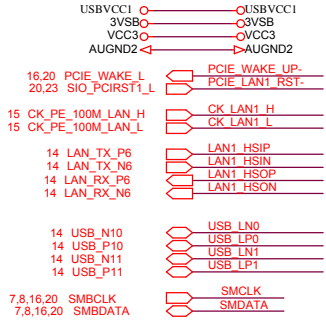 USBVCC1 USBVCC1
3VSB 3VSB
VCC3 VCC3
AUGND2 AUGND2
16,20 PCIE_WAKE_L PCIE_WAKE_UP-
20,23 SIO_PCIRST1_L PCIE_LAN1_RST-
15 CK_PE_100M_LAN_H CK_LAN1_H
15 CK_PE_100M_LAN_L CK_LAN1_L
14 LAN_TX_P6 LAN1_HSIP
14 LAN_TX_N6 LAN1_HSIN
14 LAN_RX_P6 LAN1_HSOP
14 LAN_RX_N6 LAN1_HSON
14 USB_N10 USB_LN0
14 USB_P10 USB_LP0
14 USB_N11 USB_LN1
14 USB_P11 USB_LP1
7,8,16,20 SMBCLK SMCLK
7,8,16,20 SMBDATA SMDATA